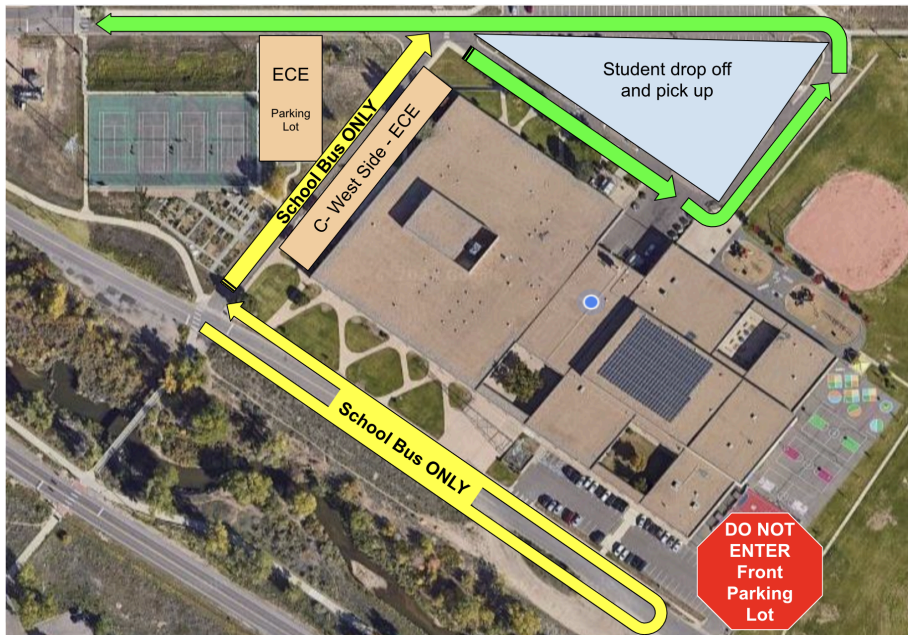 ECE
Parking
Lot
Student drop off
and pick up
School Bus ONLY
C- West Side - ECE
School Bus ONLY
DO NOT
ENTER
Front
Parking
Lot